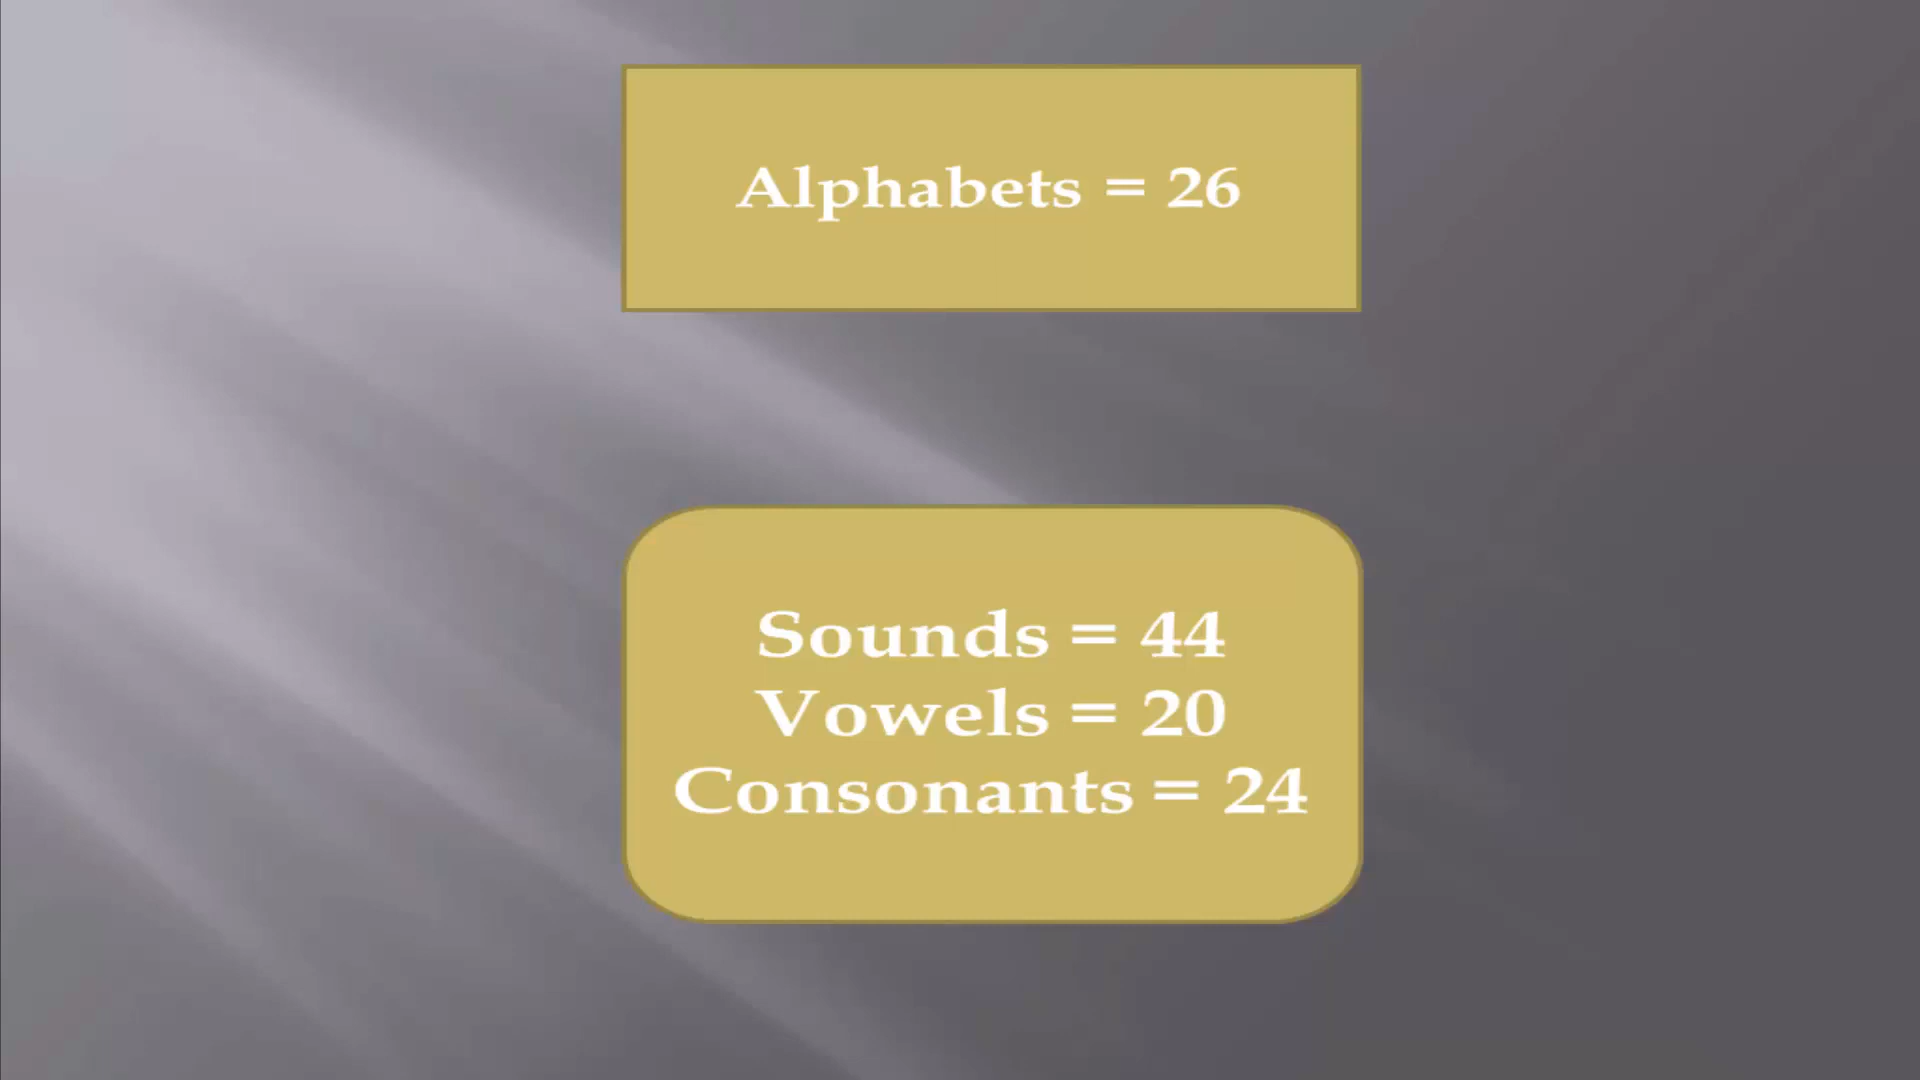 Alphabets = 26
Sounds = 44
Vowels = 20
Consonants = 24